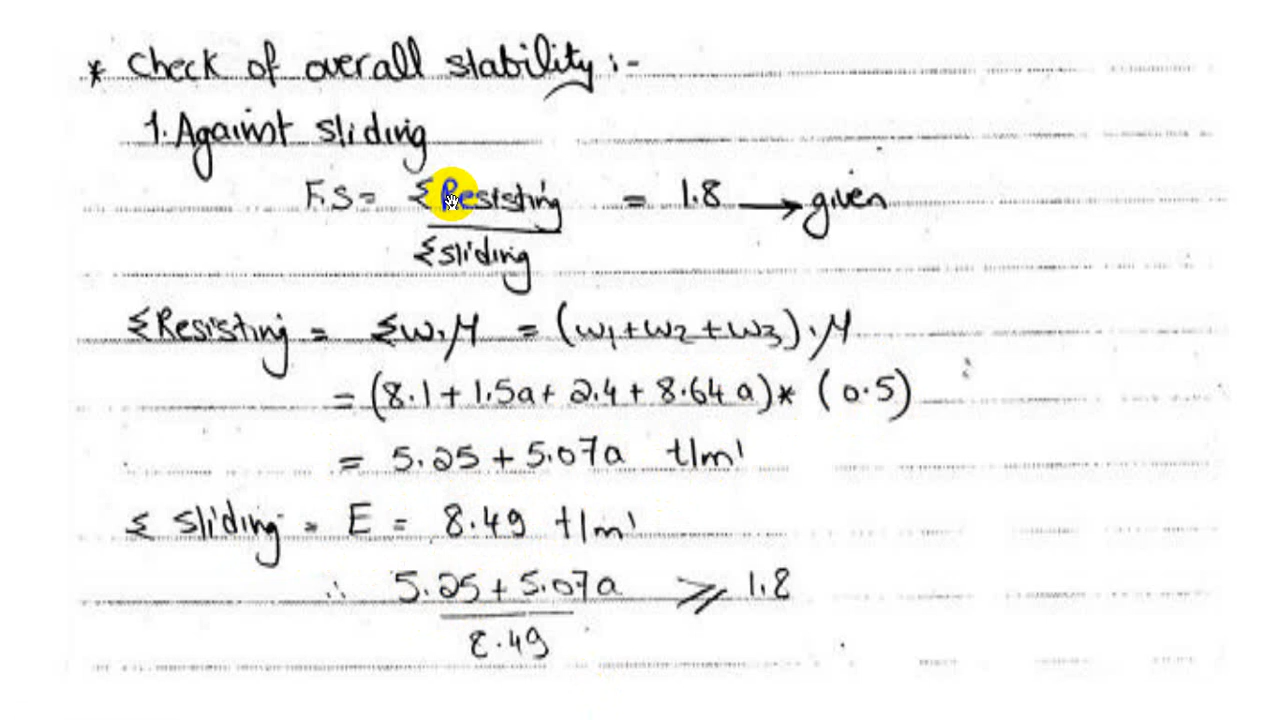 * Check of overall stability :-
1. Against sliding
F.S = ΣResisting / Σsliding = 1.8 → given
ΣResisting = Σw.M = (w1+w2+w3).M
= (8.1 + 1.5a + 2.4 + 8.64 a)* (0.5)
= 5.25 + 5.07a t/m'
Σ sliding = E = 8.49 t/m'
∴ 5.25 + 5.07a / 8.49 ⩾ 1.8